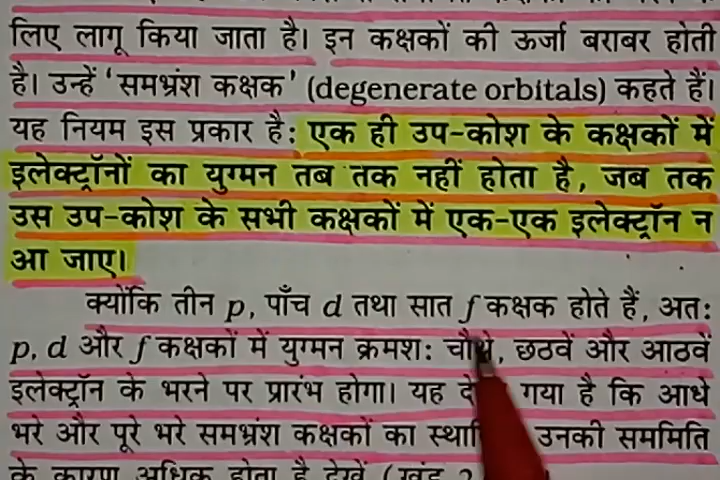 लिए लागू किया जाता है। इन कक्षकों की ऊर्जा बराबर होती
है। उन्हें 'समभ्रंश कक्षक' (degenerate orbitals) कहते हैं।
यह नियम इस प्रकार है: एक ही उप-कोश के कक्षकों में
इलेक्ट्रॉनों का युग्मन तब तक नहीं होता है, जब तक
उस उप-कोश के सभी कक्षकों में एक-एक इलेक्ट्रॉन न
आ जाए।
क्योंकि तीन p, पाँच d तथा सात f कक्षक होते हैं, अत:
p, d और f कक्षकों में युग्मन क्रमश: चौथे, छठवें और आठवें
इलेक्ट्रॉन के भरने पर प्रारंभ होगा। यह गया है कि आधे
भरे और पूरे भरे समभ्रंश कक्षकों का उनकी सममिति
के कारण अधिक होता है देखें (खंड 2